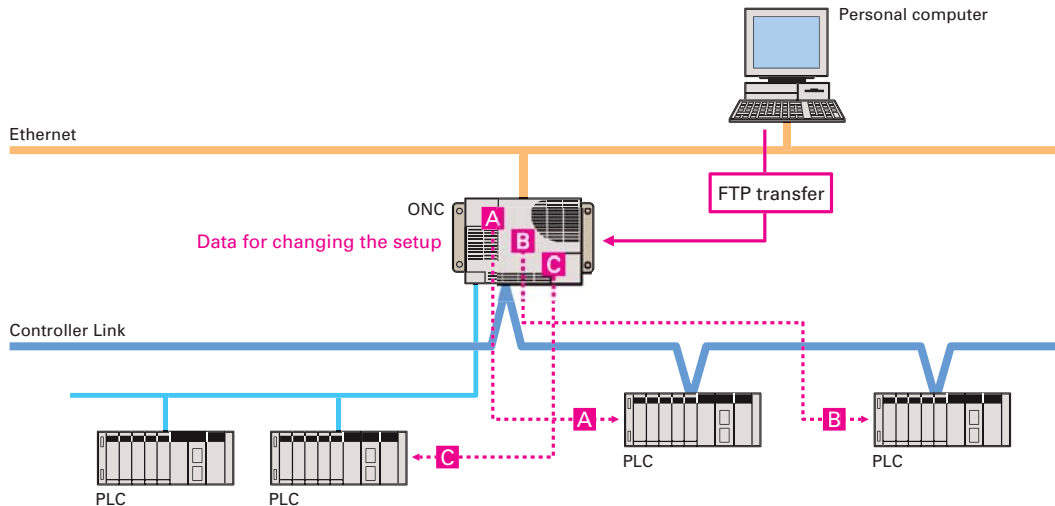 Personal computer
Ethernet
FTP transfer
ONC
A
B
Data for changing the setup
C
Controller Link
A
B
C
PLC
PLC
PLC
PLC